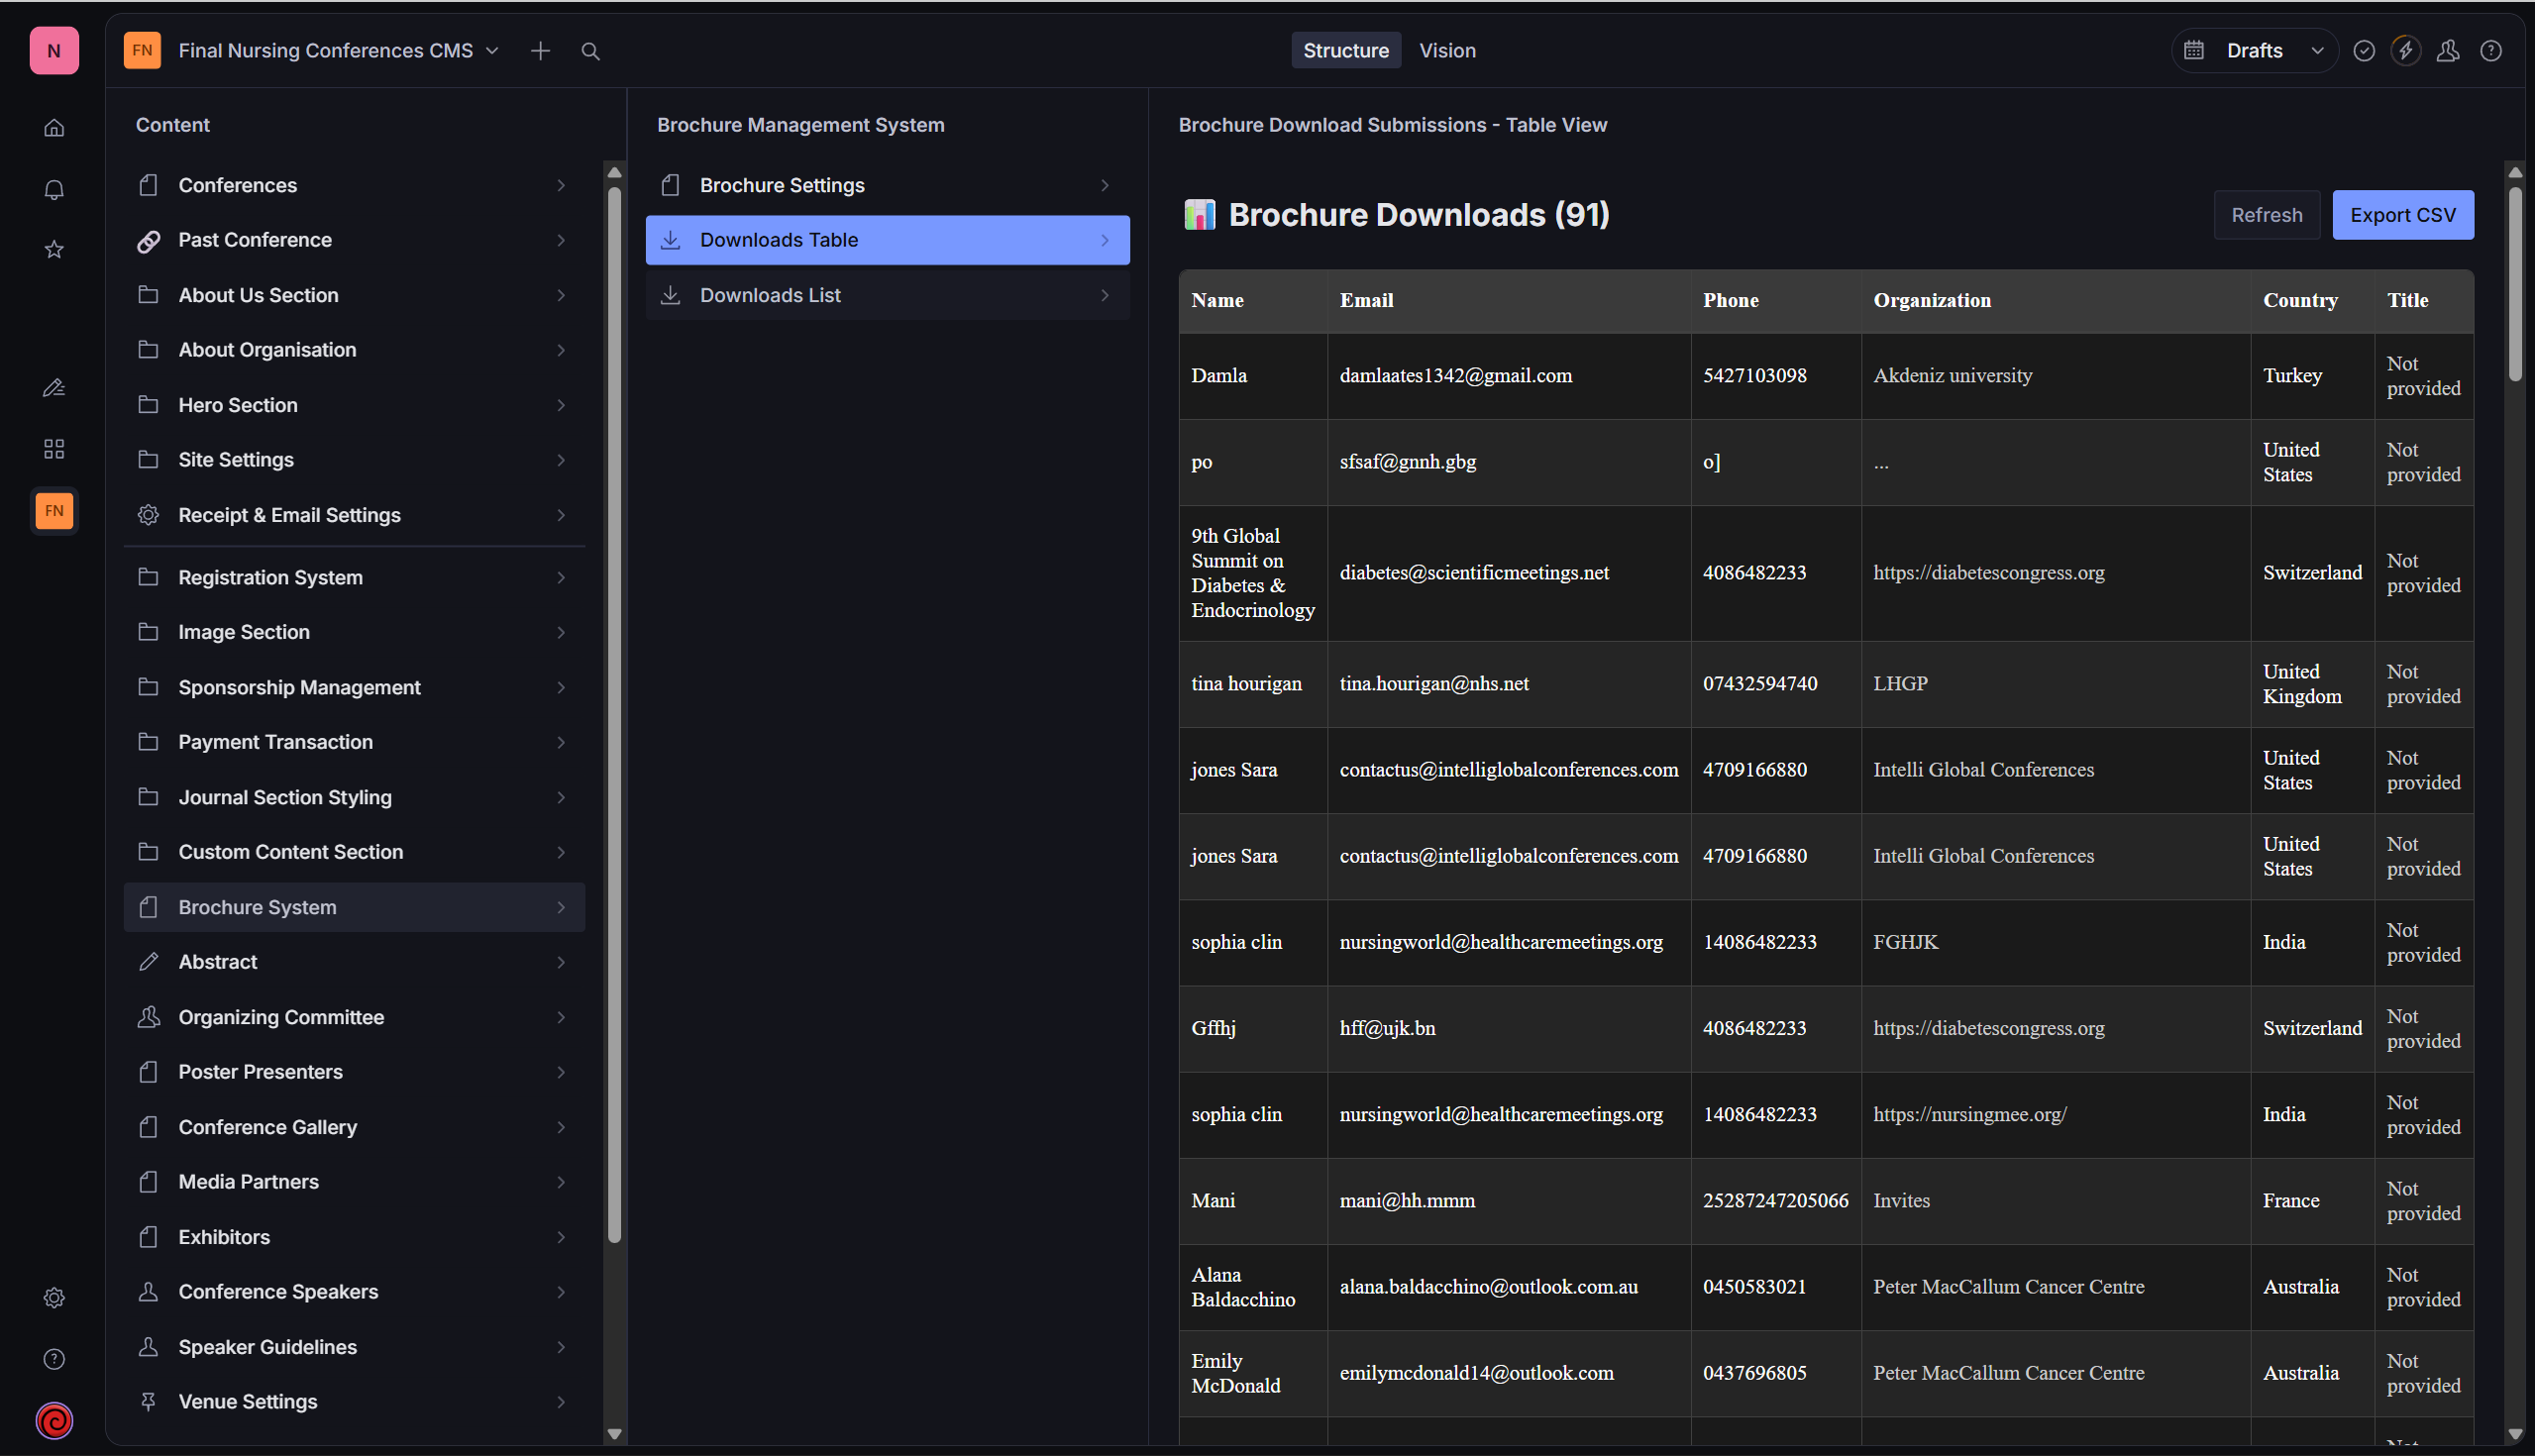 N
FN
Final Nursing Conferences CMS
Structure
Vision
Drafts
FN
Content
Conferences
Past Conference
About Us Section
About Organisation
Hero Section
Site Settings
Receipt & Email Settings
Registration System
Image Section
Sponsorship Management
Payment Transaction
Journal Section Styling
Custom Content Section
Brochure System
Abstract
Organizing Committee
Poster Presenters
Conference Gallery
Media Partners
Exhibitors
Conference Speakers
Speaker Guidelines
Venue Settings
Brochure Management System
Brochure Settings
Downloads Table
Downloads List
Brochure Download Submissions - Table View
Brochure Downloads (91)
Refresh
Export CSV
Name Email Phone Organization Country Title
Damla damlaates1342@gmail.com 5427103098 Akdeniz university Turkey Not provided
po sfsaf@gnnh.gbg o] ... United States Not provided
9th Global Summit on Diabetes & Endocrinology diabetes@scientificmeetings.net 4086482233 https://diabetescongress.org Switzerland Not provided
tina hourigan tina.hourigan@nhs.net 07432594740 LHGP United Kingdom Not provided
jones Sara contactus@intelliglobalconferences.com 4709166880 Intelli Global Conferences United States Not provided
jones Sara contactus@intelliglobalconferences.com 4709166880 Intelli Global Conferences United States Not provided
sophia clin nursingworld@healthcaremeetings.org 14086482233 FGHJK India Not provided
Gffhj hff@ujk.bn 4086482233 https://diabetescongress.org Switzerland Not provided
sophia clin nursingworld@healthcaremeetings.org 14086482233 https://nursingmee.org/ India Not provided
Mani mani@hh.mmm 25287247205066 Invites France Not provided
Alana Baldacchino alana.baldacchino@outlook.com.au 0450583021 Peter MacCallum Cancer Centre Australia Not provided
Emily McDonald emilymcdonald14@outlook.com 0437696805 Peter MacCallum Cancer Centre Australia Not provided